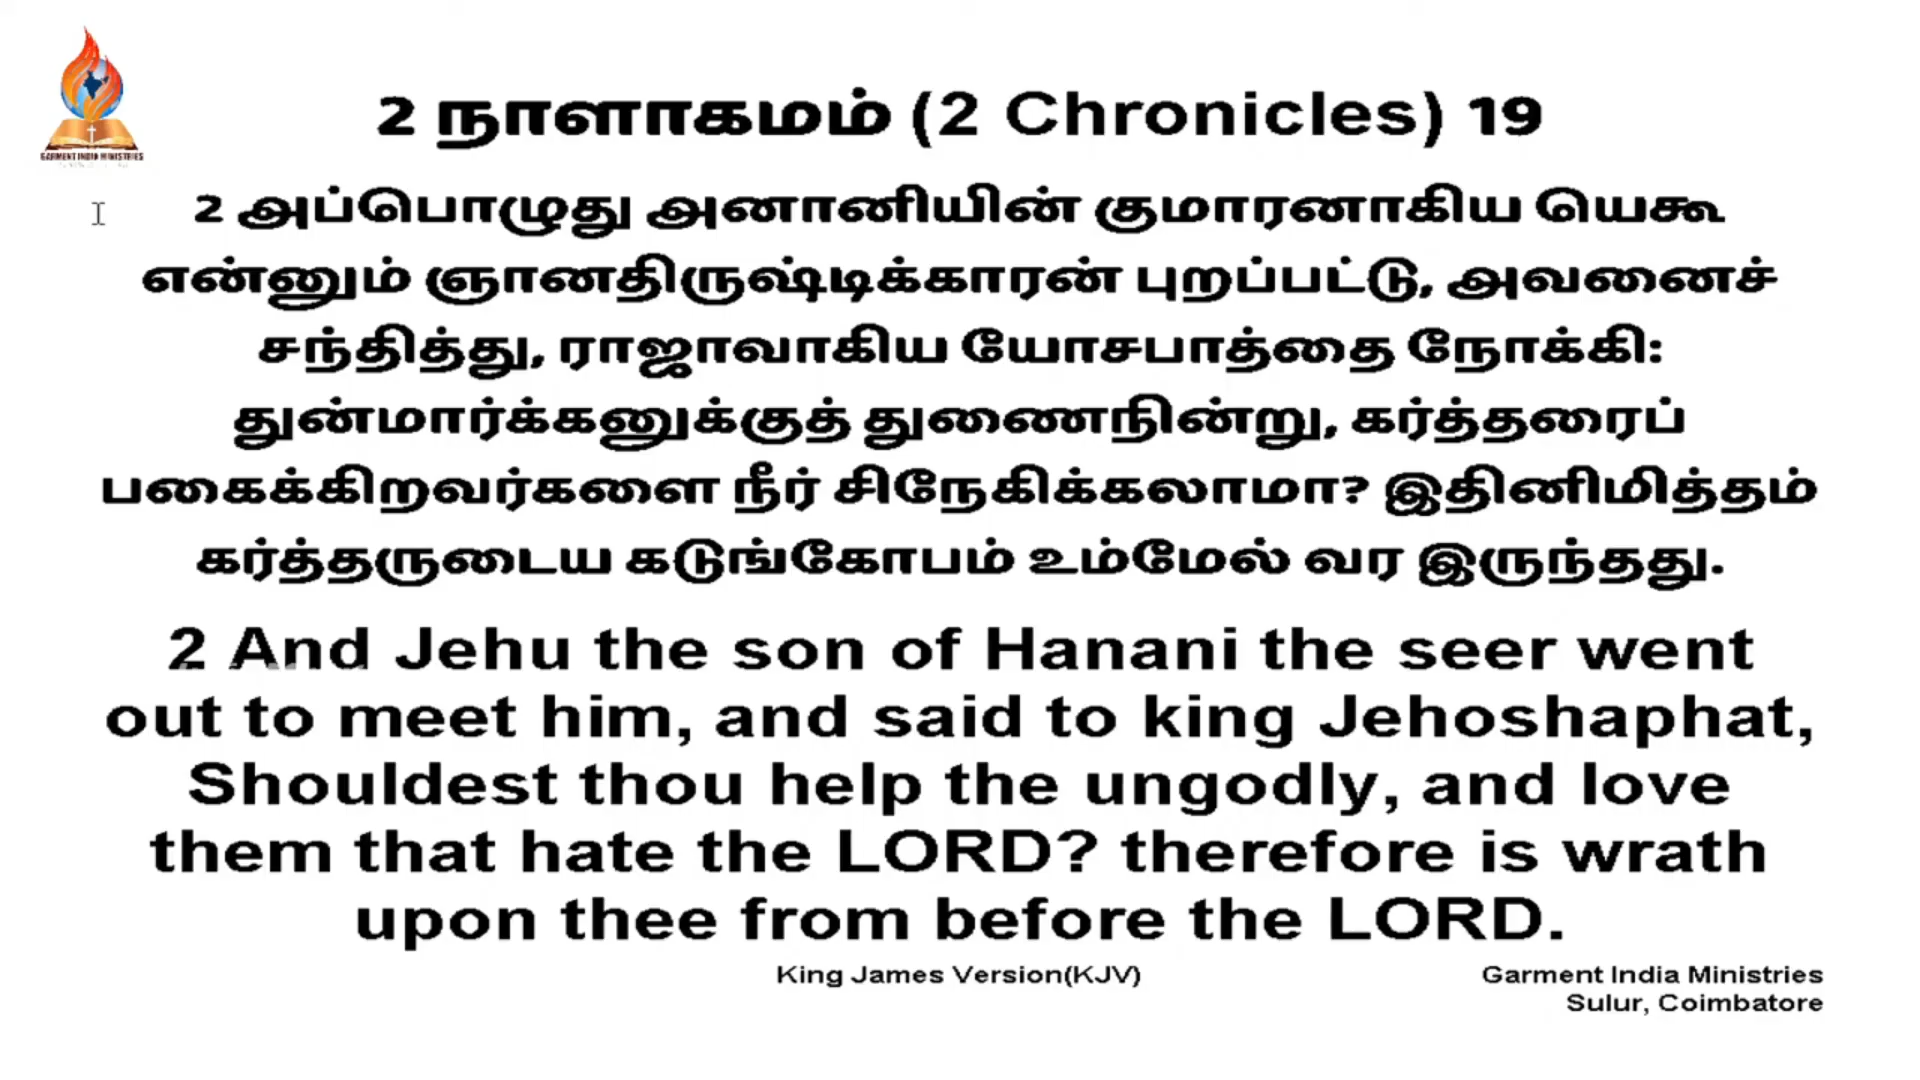 GARMENT INDIA MINISTRIES
2 நாளாகமம் (2 Chronicles) 19
2 அப்பொழுது அனானியின் குமாரனாகிய யெகூ
என்னும் ஞானதிருஷ்டிக்காரன் புறப்பட்டு, அவனைச்
சந்தித்து, ராஜாவாகிய யோசபாத்தை நோக்கி:
துன்மார்க்கனுக்குத் துணைநின்று, கர்த்தரைப்
பகைக்கிறவர்களை நீர் சிநேகிக்கலாமா? இதினிமித்தம்
கர்த்தருடைய கடுங்கோபம் உம்மேல் வர இருந்தது.
2 And Jehu the son of Hanani the seer went
out to meet him, and said to king Jehoshaphat,
Shouldest thou help the ungodly, and love
them that hate the LORD? therefore is wrath
upon thee from before the LORD.
King James Version(KJV)
Garment India Ministries
Sulur, Coimbatore